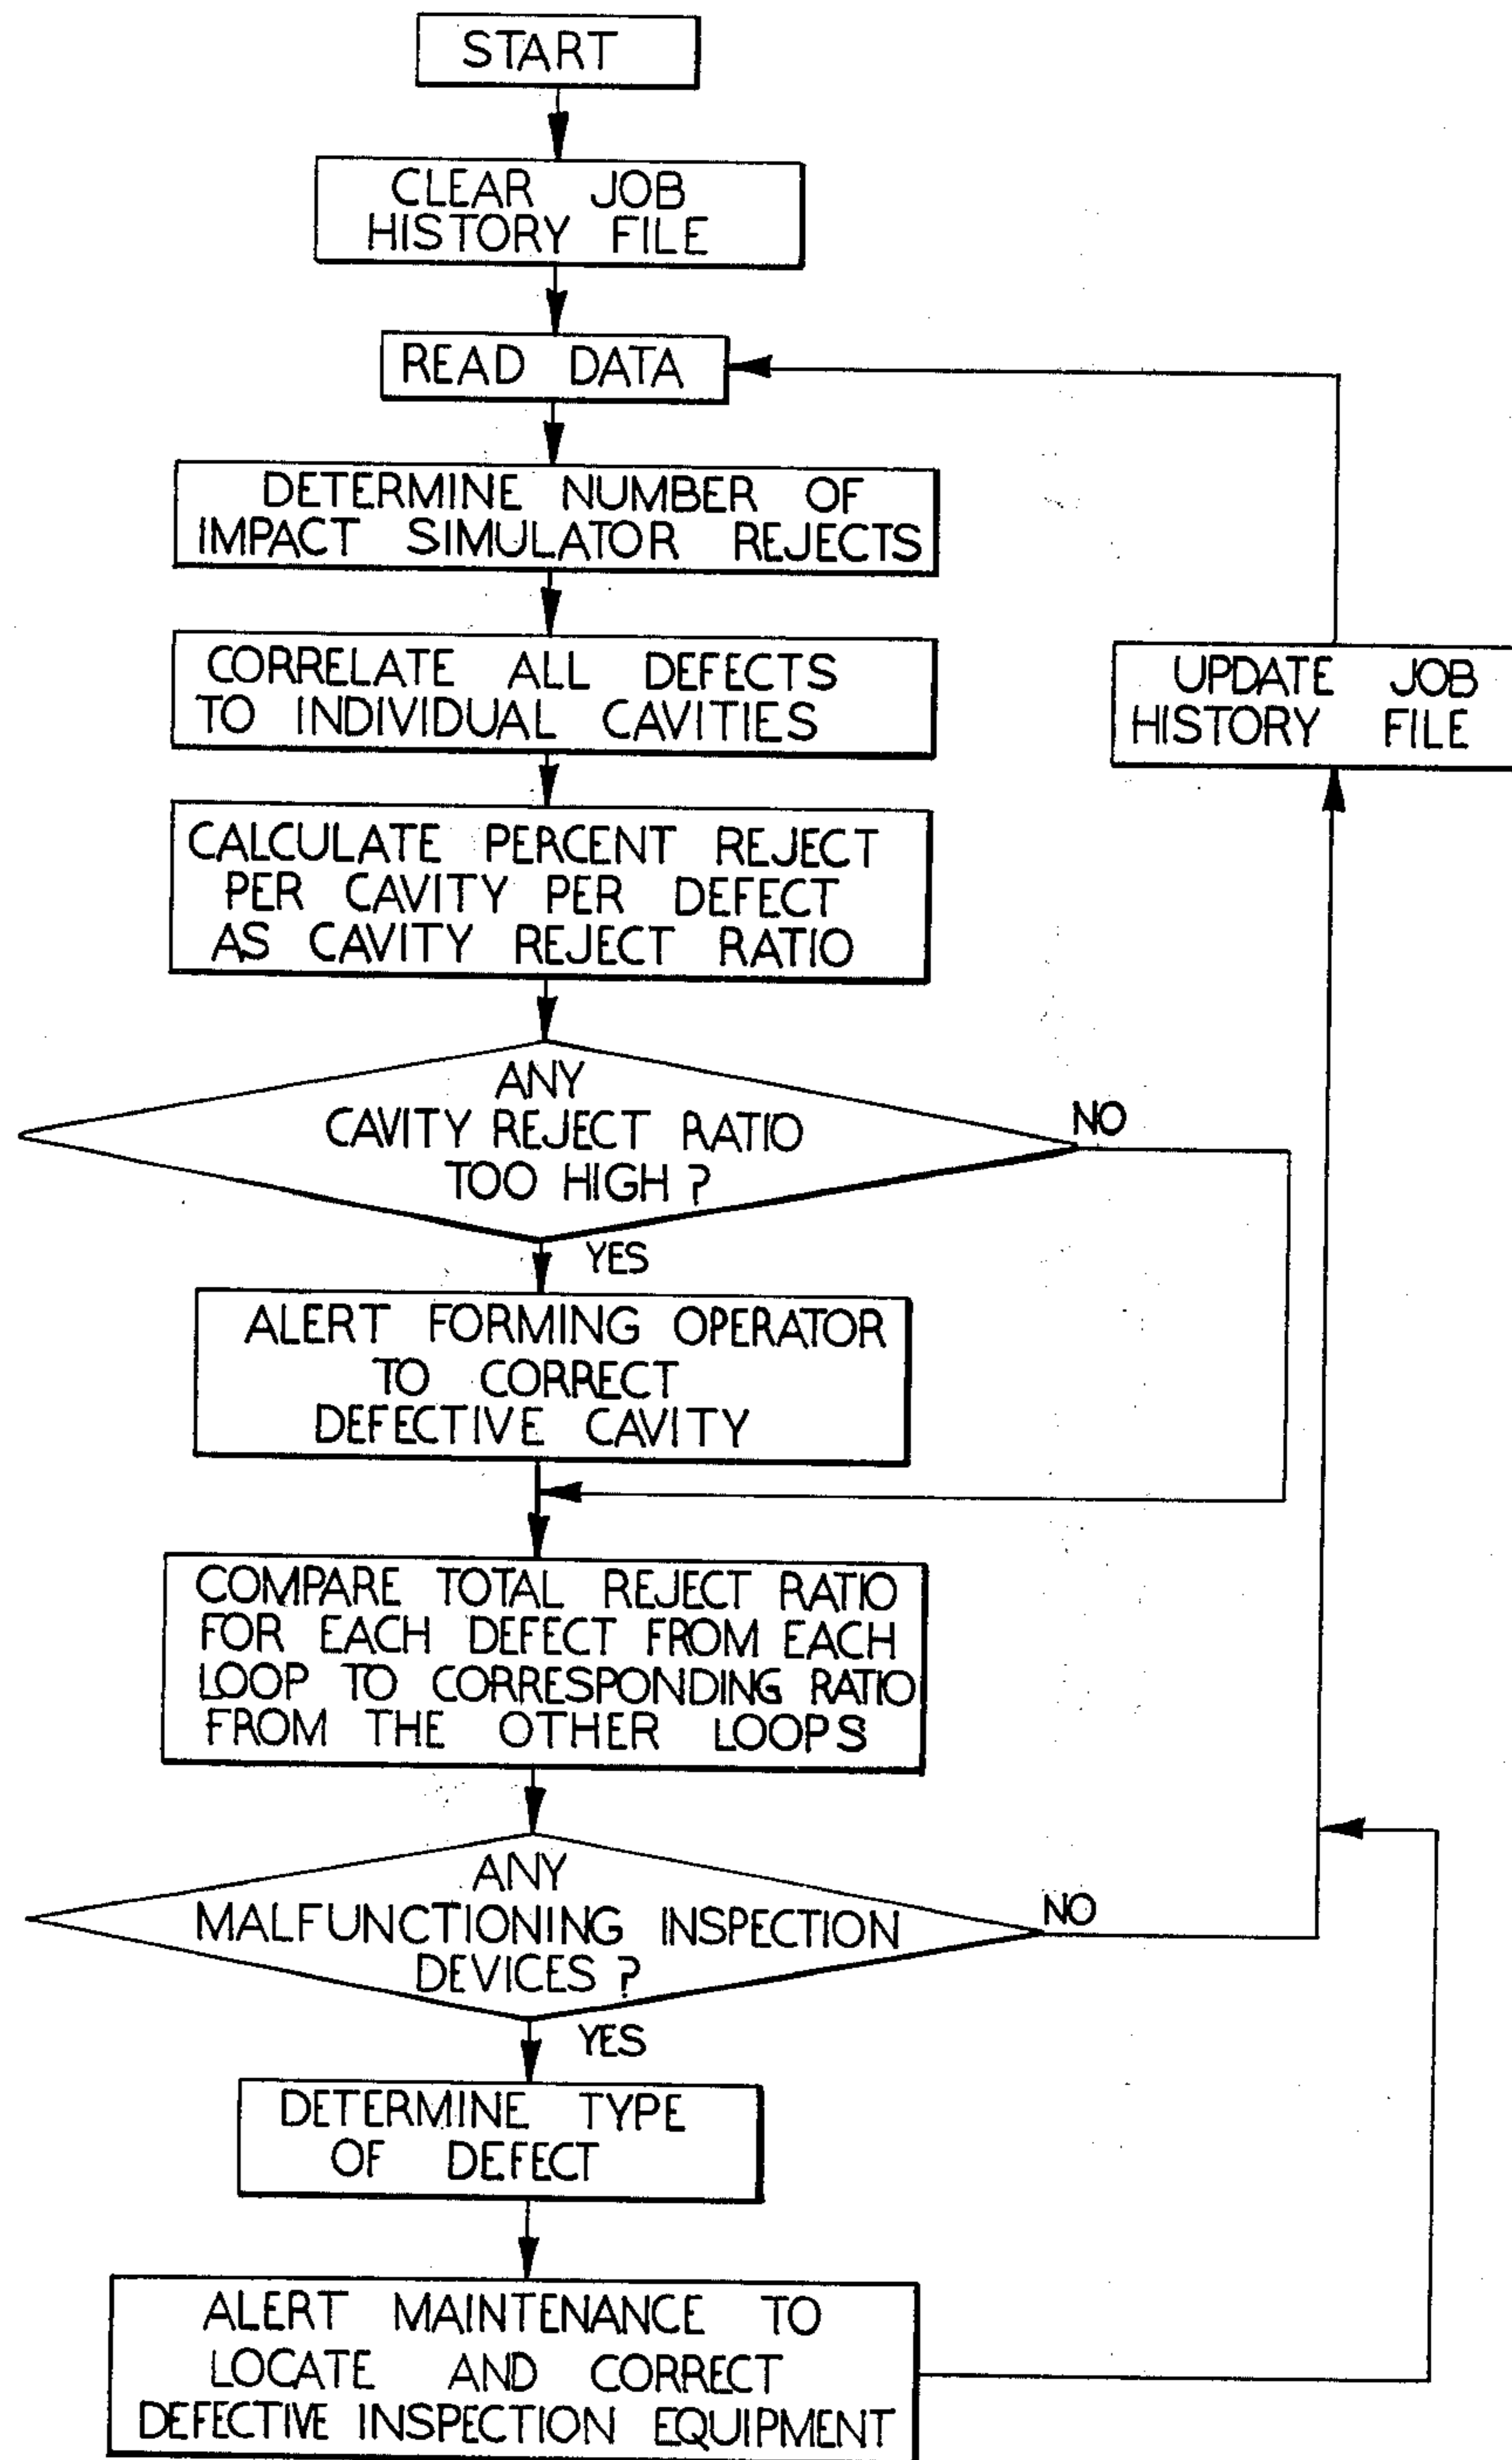 START
CLEAR JOB
HISTORY FILE
READ DATA
DETERMINE NUMBER OF
IMPACT SIMULATOR REJECTS
CORRELATE ALL DEFECTS
TO INDIVIDUAL CAVITIES
UPDATE JOB
HISTORY FILE
CALCULATE PERCENT REJECT
PER CAVITY PER DEFECT
AS CAVITY REJECT RATIO
ANY
CAVITY REJECT RATIO
TOO HIGH ?
NO
YES
ALERT FORMING OPERATOR
TO CORRECT
DEFECTIVE CAVITY
COMPARE TOTAL REJECT RATIO
FOR EACH DEFECT FROM EACH
LOOP TO CORRESPONDING RATIO
FROM THE OTHER LOOPS
ANY
MALFUNCTIONING INSPECTION
DEVICES ?
NO
YES
DETERMINE TYPE
OF DEFECT
ALERT MAINTENANCE TO
LOCATE AND CORRECT
DEFECTIVE INSPECTION EQUIPMENT